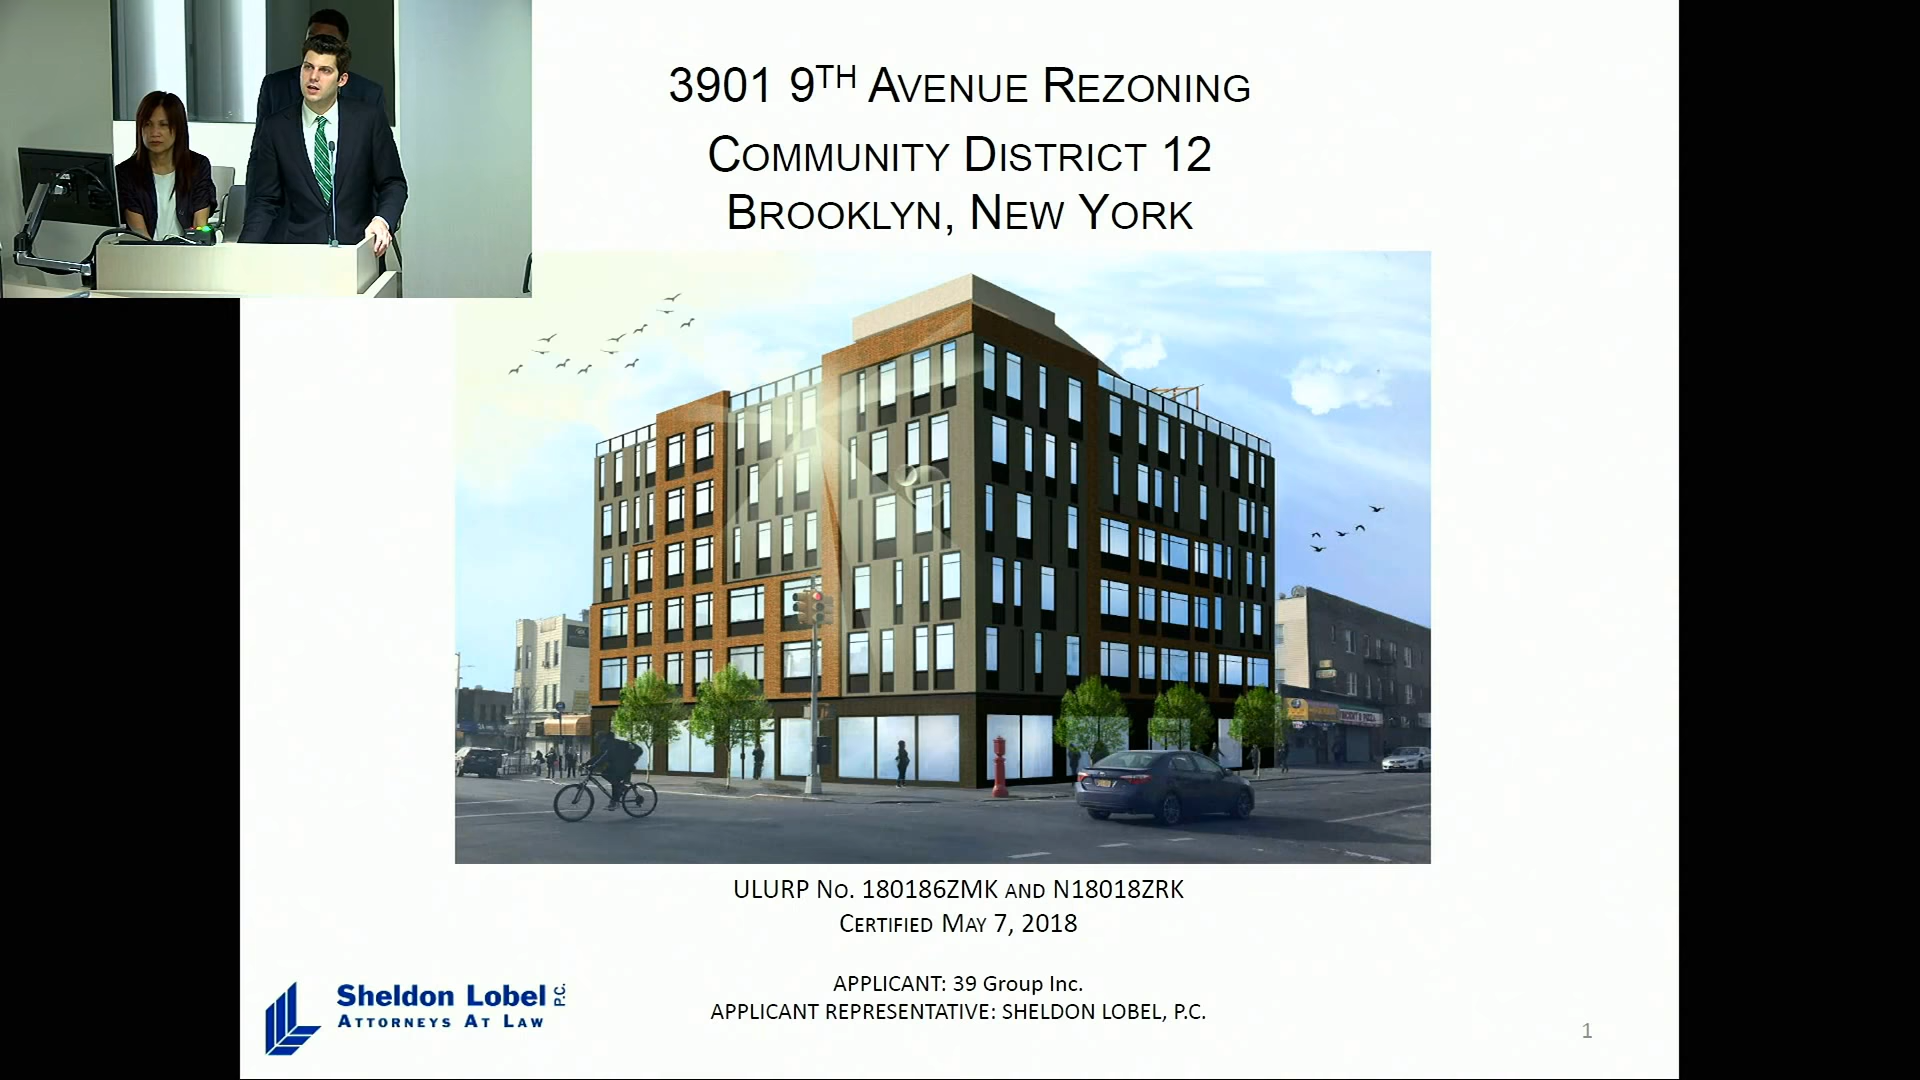 3901 9TH AVENUE REZONING
COMMUNITY DISTRICT 12
BROOKLYN, NEW YORK
ULURP NO. 180186ZMK AND N18018ZRK
CERTIFIED MAY 7, 2018
APPLICANT: 39 Group Inc.
APPLICANT REPRESENTATIVE: SHELDON LOBEL, P.C.
Sheldon Lobel P.C.
ATTORNEYS AT LAW
1